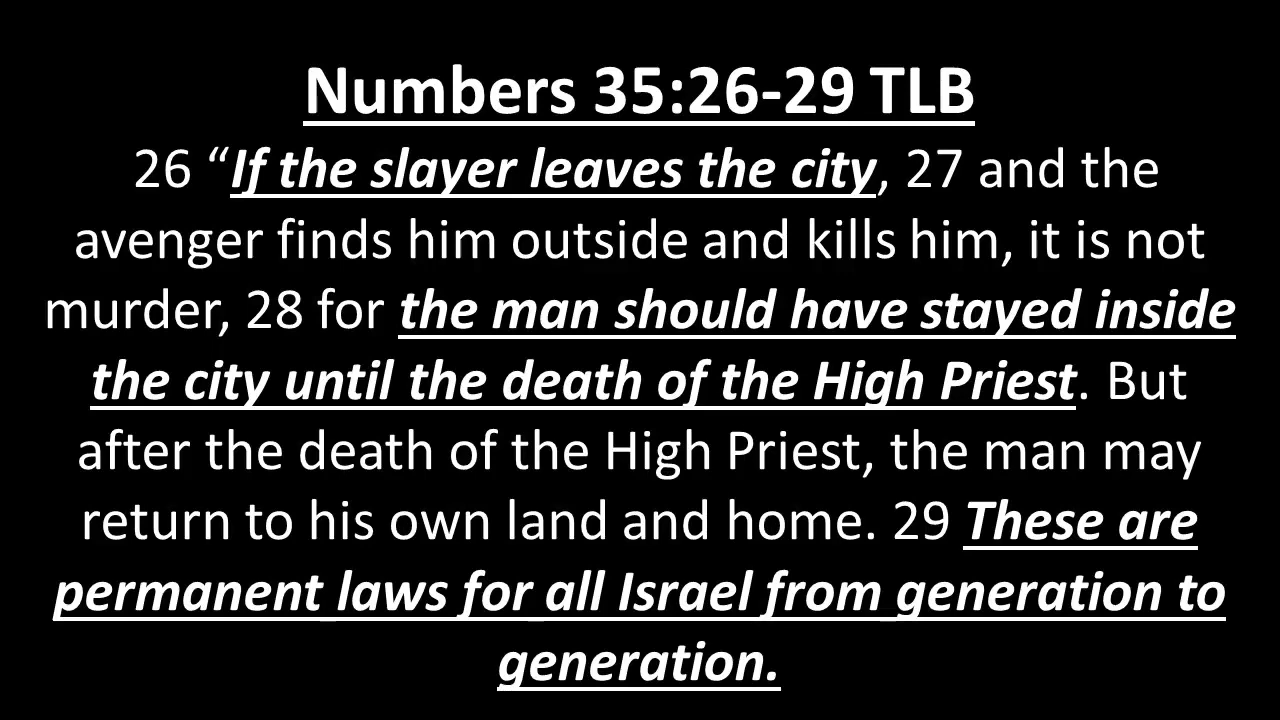 Numbers 35:26-29 TLB
26 “If the slayer leaves the city, 27 and the
avenger finds him outside and kills him, it is not
murder, 28 for the man should have stayed inside
the city until the death of the High Priest. But
after the death of the High Priest, the man may
return to his own land and home. 29 These are
permanent laws for all Israel from generation to
generation.